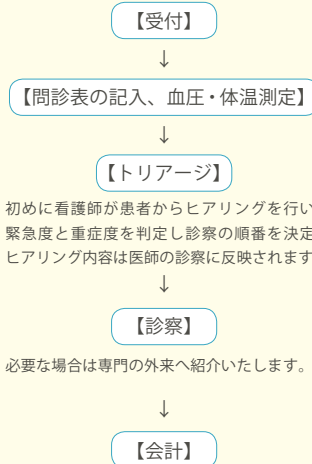 【受付】
↓
【問診表の記入、血圧・体温測定】
↓
【トリアージ】
初めに看護師が患者からヒアリングを行い
緊急度と重症度を判定し診察の順番を決定
ヒアリング内容は医師の診察に反映されます
↓
【診察】
必要な場合は専門の外来へ紹介いたします。
↓
【会計】